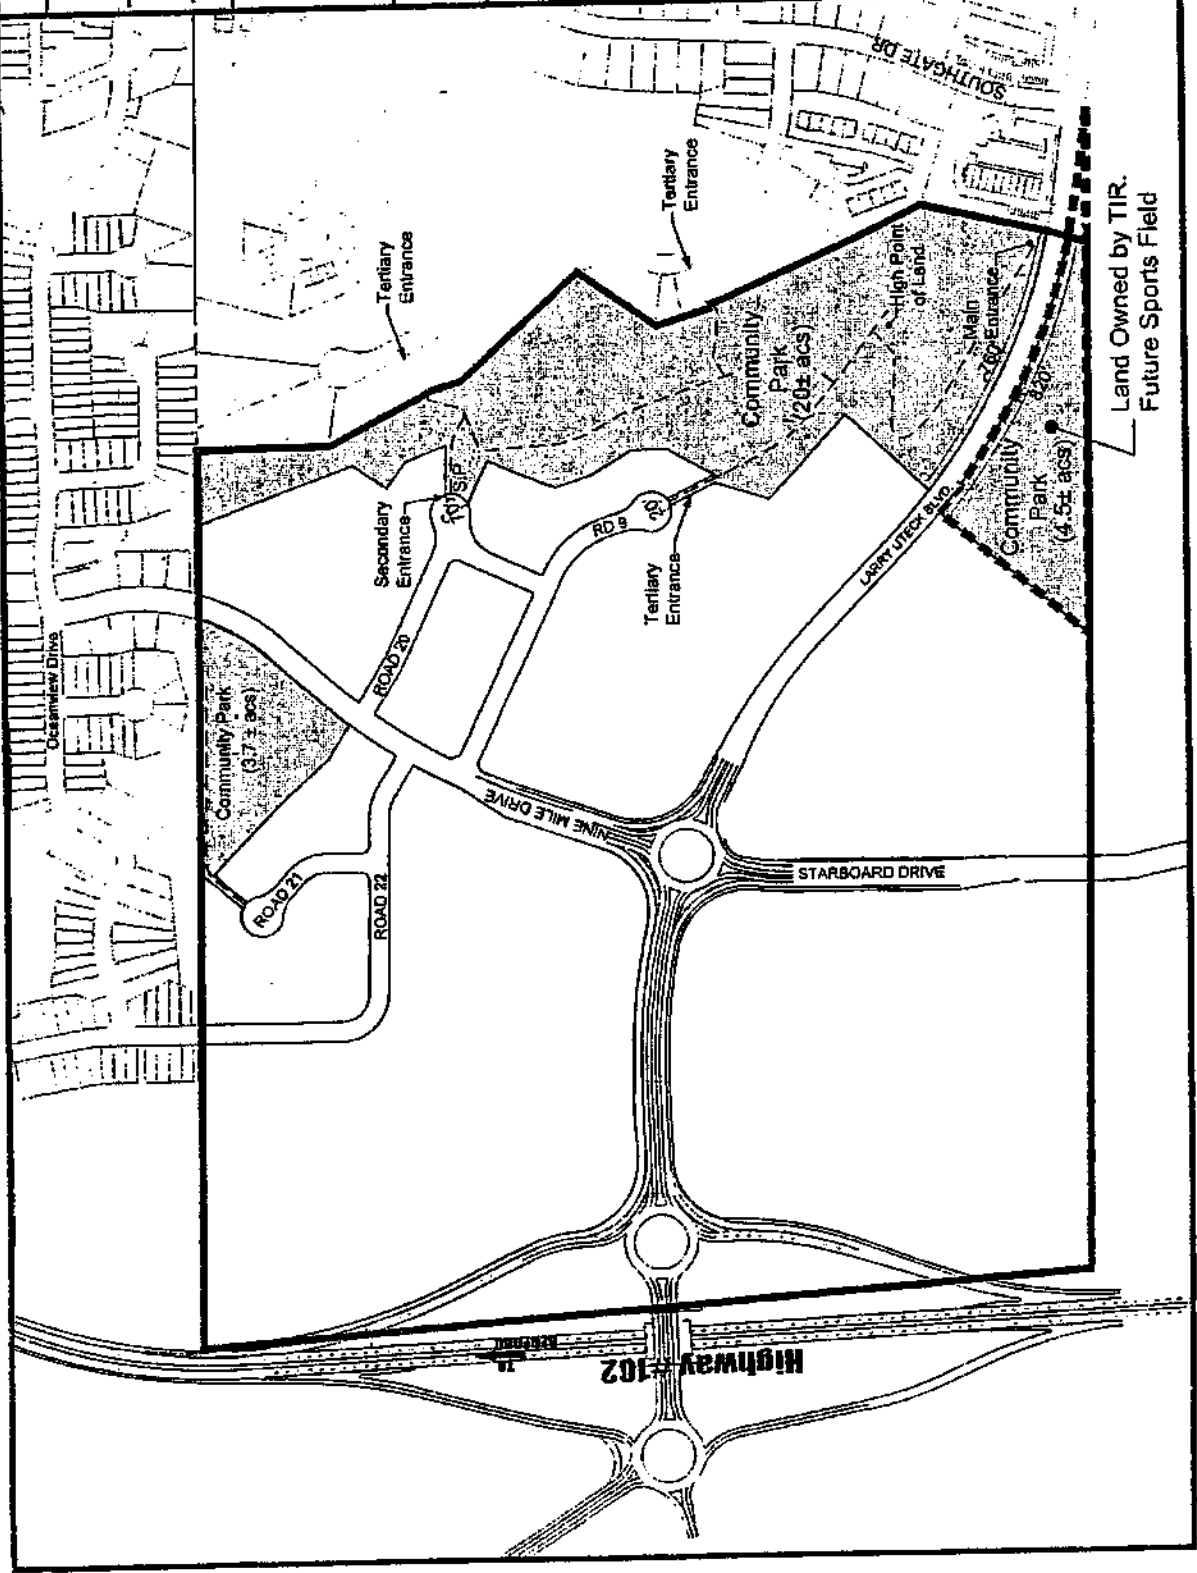 SOUTHGATE DR
Tertiary
Entrance
Tertiary
Entrance
High Point
of Land
Main
Entrance
Community
Park
(20± acs)
Land Owned by TIR.
Future Sports Field
Community
Park
(4.5± acs)
Secondary
Entrance
RD 9
Tertiary
Entrance
LARRY UTECK BLVD.
Oceanview Drive
ROAD 20
Community Park
(3.7 ± acs)
NINE MILE DRIVE
STARBOARD DRIVE
ROAD 21
ROAD 22
TO
BEDFORD
Highway #102